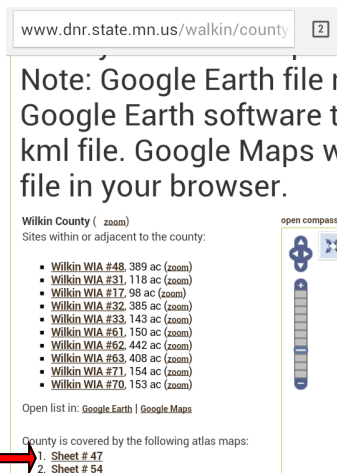 www.dnr.state.mn.us/walkin/county
2
Note: Google Earth file
Google Earth software t
kml file. Google Maps w
file in your browser.
Wilkin County ( zoom)
open compass
Sites within or adjacent to the county:
▪ Wilkin WIA #48, 389 ac (zoom)
▪ Wilkin WIA #31, 118 ac (zoom)
▪ Wilkin WIA #17, 98 ac (zoom)
▪ Wilkin WIA #32, 385 ac (zoom)
▪ Wilkin WIA #33, 143 ac (zoom)
▪ Wilkin WIA #61, 150 ac (zoom)
▪ Wilkin WIA #62, 442 ac (zoom)
▪ Wilkin WIA #63, 408 ac (zoom)
▪ Wilkin WIA #71, 154 ac (zoom)
▪ Wilkin WIA #70, 153 ac (zoom)
Open list in: Google Earth | Google Maps
County is covered by the following atlas maps:
1. Sheet # 47
2. Sheet # 54